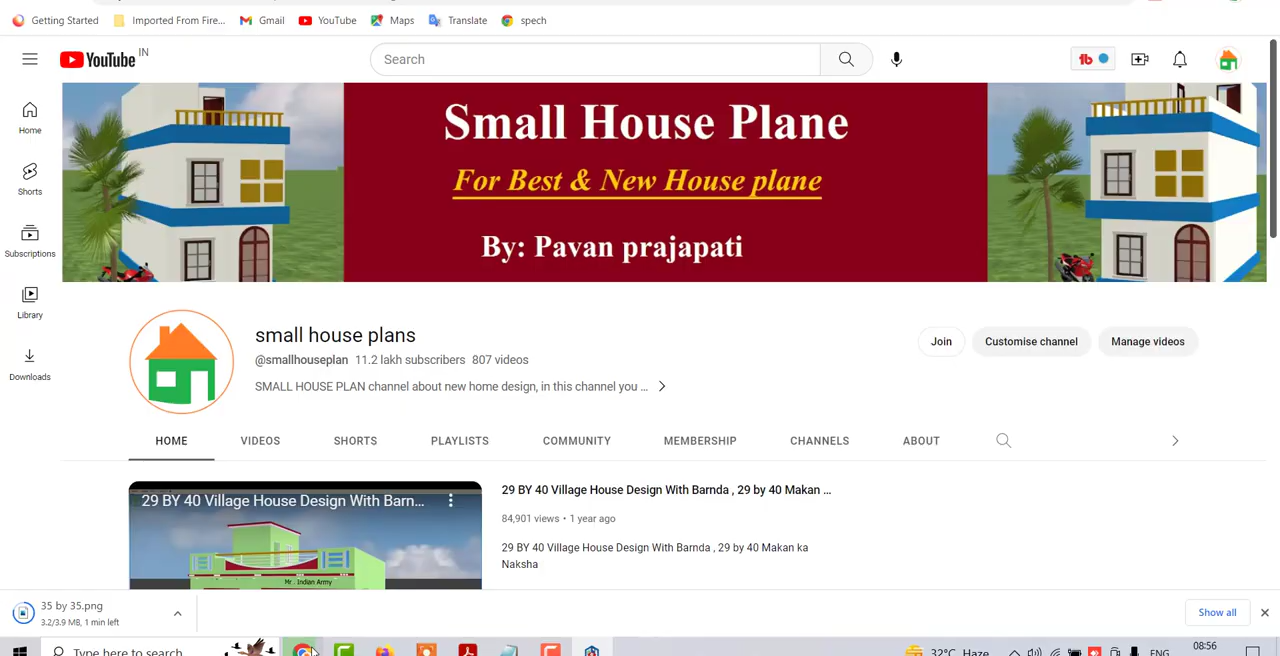 Getting Started
Imported From Fire...
Gmail
YouTube
Maps
Translate
spech
YouTube IN
Search
Home
Shorts
Subscriptions
Library
Downloads
Small House Plane
For Best & New House plane
By: Pavan prajapati
small house plans
@smallhouseplan 11.2 lakh subscribers 807 videos
SMALL HOUSE PLAN channel about new home design, in this channel you ...
Join
Customise channel
Manage videos
HOME
VIDEOS
SHORTS
PLAYLISTS
COMMUNITY
MEMBERSHIP
CHANNELS
ABOUT
29 BY 40 Village House Design With Barn...
Mr . Indian Army
29 BY 40 Village House Design With Barnda , 29 by 40 Makan ...
84,901 views • 1 year ago
29 BY 40 Village House Design With Barnda , 29 by 40 Makan ka
Naksha
35 by 35.png
3.2/3.9 MB, 1 min left
Show all
Type here to search
32°C Haze
ENG
08:56